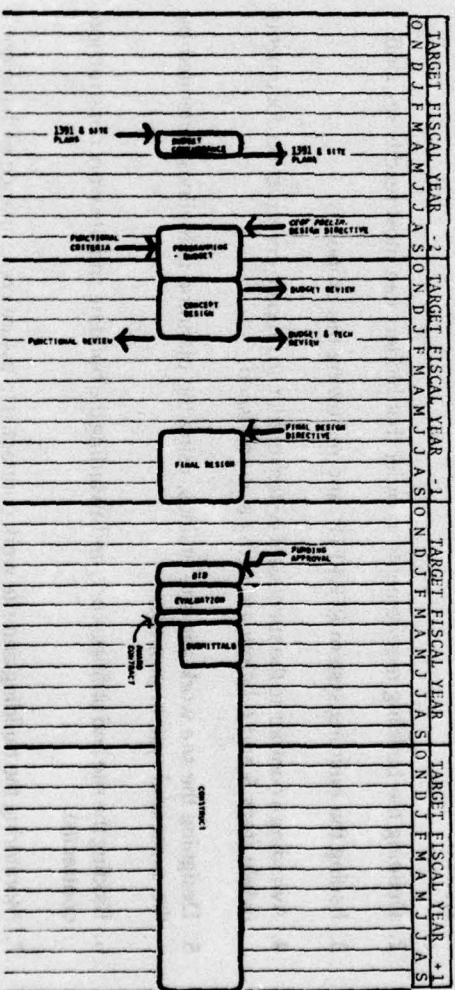 TARGET FISCAL YEAR -2
TARGET FISCAL YEAR -1
TARGET FISCAL YEAR
TARGET FISCAL YEAR +1
O N D J F M A M J J A S O N D J F M A M J J A S O N D J F M A M J J A S O N D J F M A M J J A S
1391 & SITE
PLANS
BUDGET
1391 & SITE
PLANS
PRELIM.
DESIGN DIRECTIVE
FUNCTIONAL
CRITERIA
PROGRAMMING
- BUDGET
BUDGET REVIEW
CONCEPT
DESIGN
FUNCTIONAL REVIEW
BUDGET & TECH
REVIEW
FINAL DESIGN
DIRECTIVE
FINAL DESIGN
FUNDING
APPROVAL
BID
EVALUATION
AWARD
CONTRACT
SUBMITTALS
CONSTRUCT